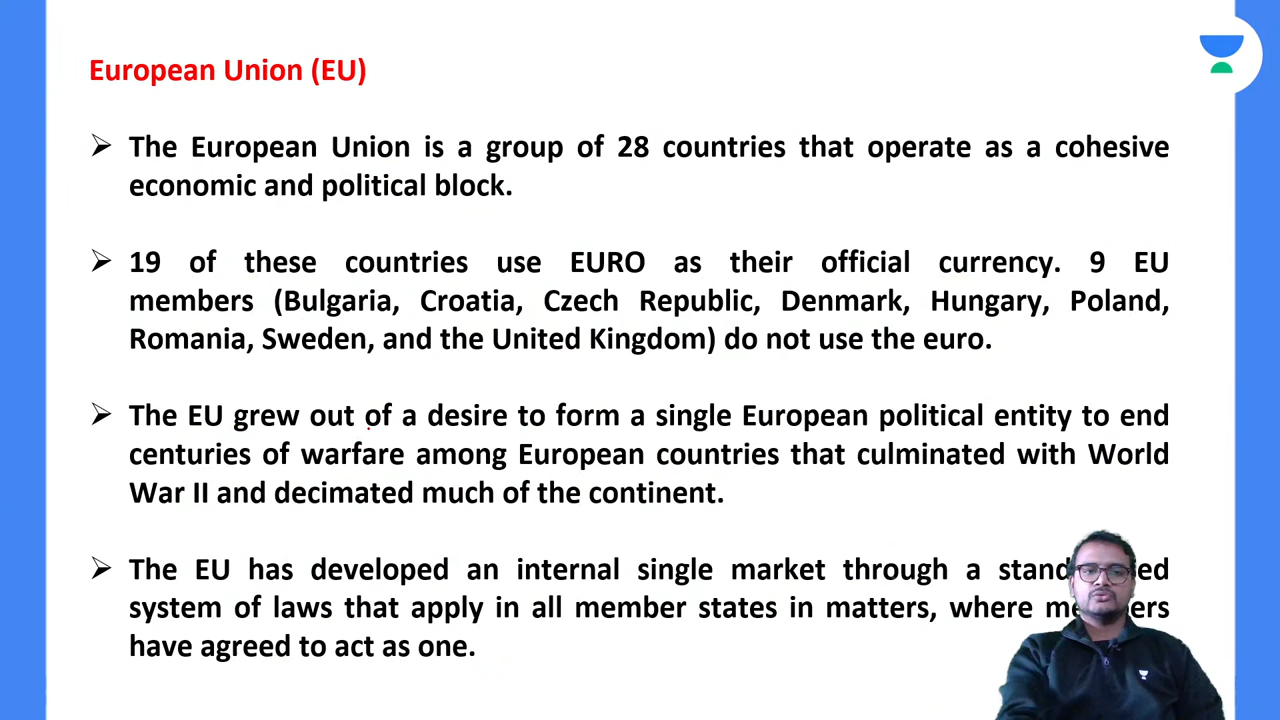 European Union (EU)
The European Union is a group of 28 countries that operate as a cohesive
economic and political block.
19 of these countries use EURO as their official currency. 9 EU
members (Bulgaria, Croatia, Czech Republic, Denmark, Hungary, Poland,
Romania, Sweden, and the United Kingdom) do not use the euro.
The EU grew out of a desire to form a single European political entity to end
centuries of warfare among European countries that culminated with World
War II and decimated much of the continent.
The EU has developed an internal single market through a
system of laws that apply in all member states in matters, where
have agreed to act as one.